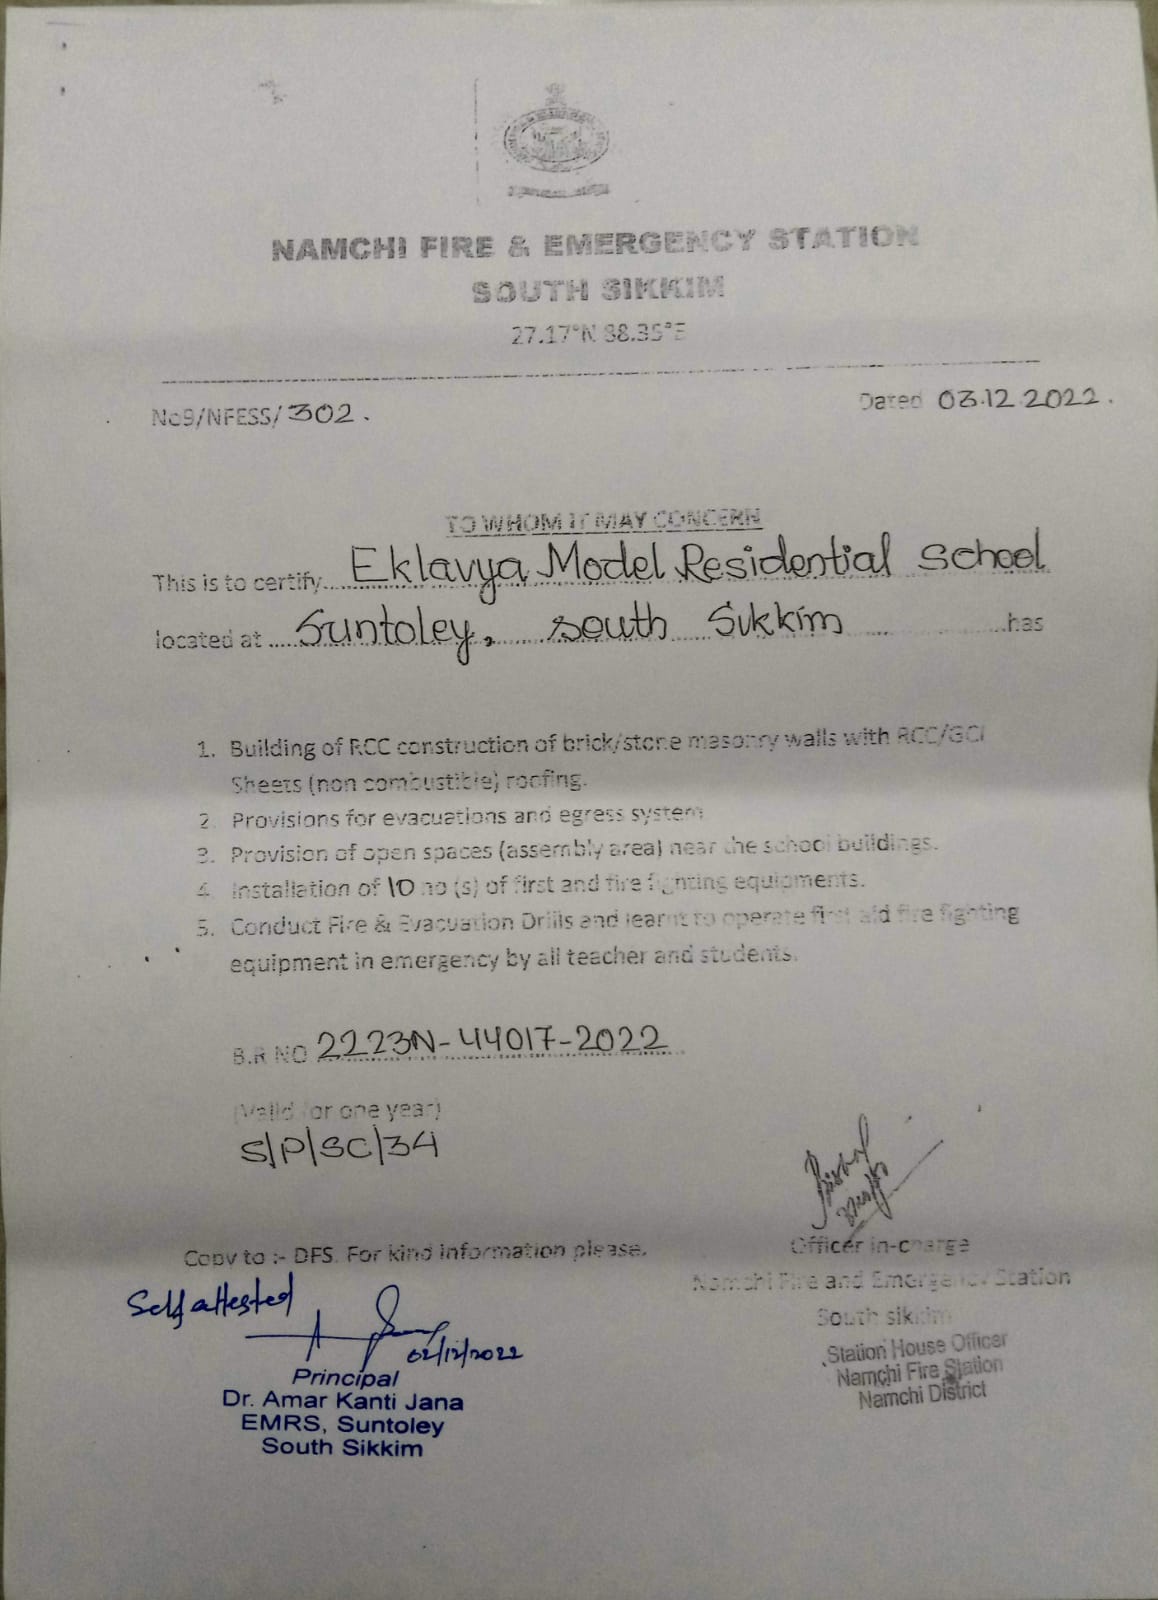 NAMCHI FIRE & EMERGENCY STATION
SOUTH SIKKIM
27.17°N 88.35°E
No9/NFESS/302.
Dated 03.12.2022.
TO WHOM IT MAY CONCERN
This is to certify Eklavya Model Residential School
located at Suntoley, South Sikkim has
1. Building of RCC construction of brick/stone masonry walls with RCC/GCI
Sheets (non combustible) roofing.
2. Provisions for evacuations and egress system
3. Provision of open spaces (assembly area) near the school buildings.
4. Installation of 10 no (s) of first and fire fighting equipments.
5. Conduct Fire & Evacuation Drills and learnt to operate first aid fire fighting
equipment in emergency by all teacher and students.
B.R NO 2223N-44017-2022
(Valid for one year)
S/P/SC/34
Officer in-charge
Copy to :- DFS. For kind information please.
Namchi Fire and Emergency Station
South sikkim
Self attested
02/12/2022
Station House Officer
Namchi Fire Station
Namchi District
Principal
Dr. Amar Kanti Jana
EMRS, Suntoley
South Sikkim